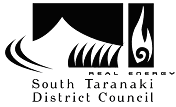 REAL ENERGY
South Taranaki
District Council